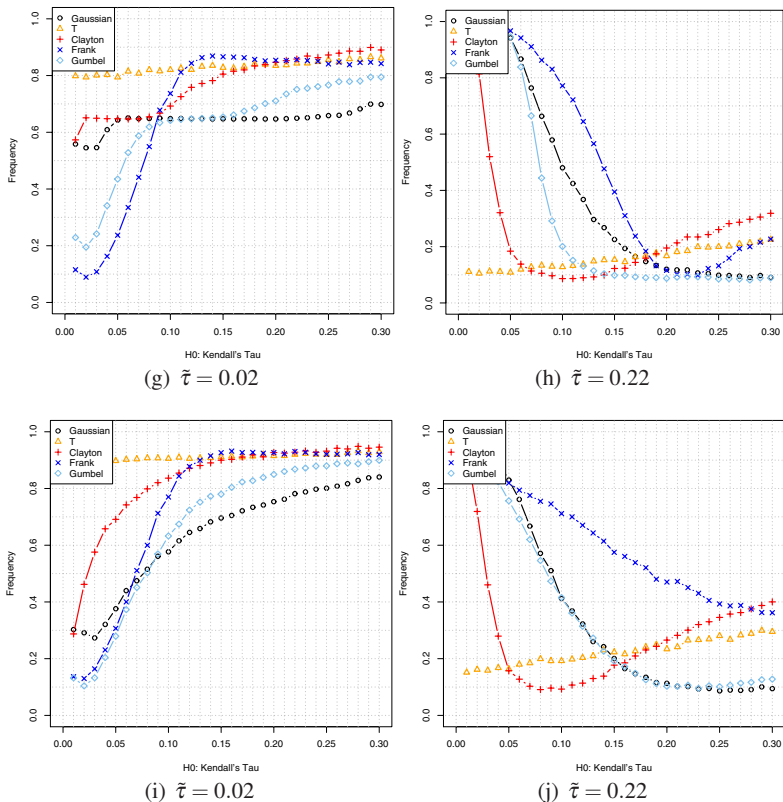 Gaussian
T
Clayton
Frank
Gumbel
Frequency
0.0
0.2
0.4
0.6
0.8
1.0
0.00
0.05
0.10
0.15
0.20
0.25
0.30
H0: Kendall's Tau
(g) τ̃ = 0.02
Gaussian
T
Clayton
Frank
Gumbel
Frequency
0.0
0.2
0.4
0.6
0.8
1.0
0.00
0.05
0.10
0.15
0.20
0.25
0.30
H0: Kendall's Tau
(h) τ̃ = 0.22
Gaussian
T
Clayton
Frank
Gumbel
Frequency
0.0
0.2
0.4
0.6
0.8
1.0
0.00
0.05
0.10
0.15
0.20
0.25
0.30
H0: Kendall's Tau
(i) τ̃ = 0.02
Gaussian
T
Clayton
Frank
Gumbel
Frequency
0.0
0.2
0.4
0.6
0.8
1.0
0.00
0.05
0.10
0.15
0.20
0.25
0.30
H0: Kendall's Tau
(j) τ̃ = 0.22